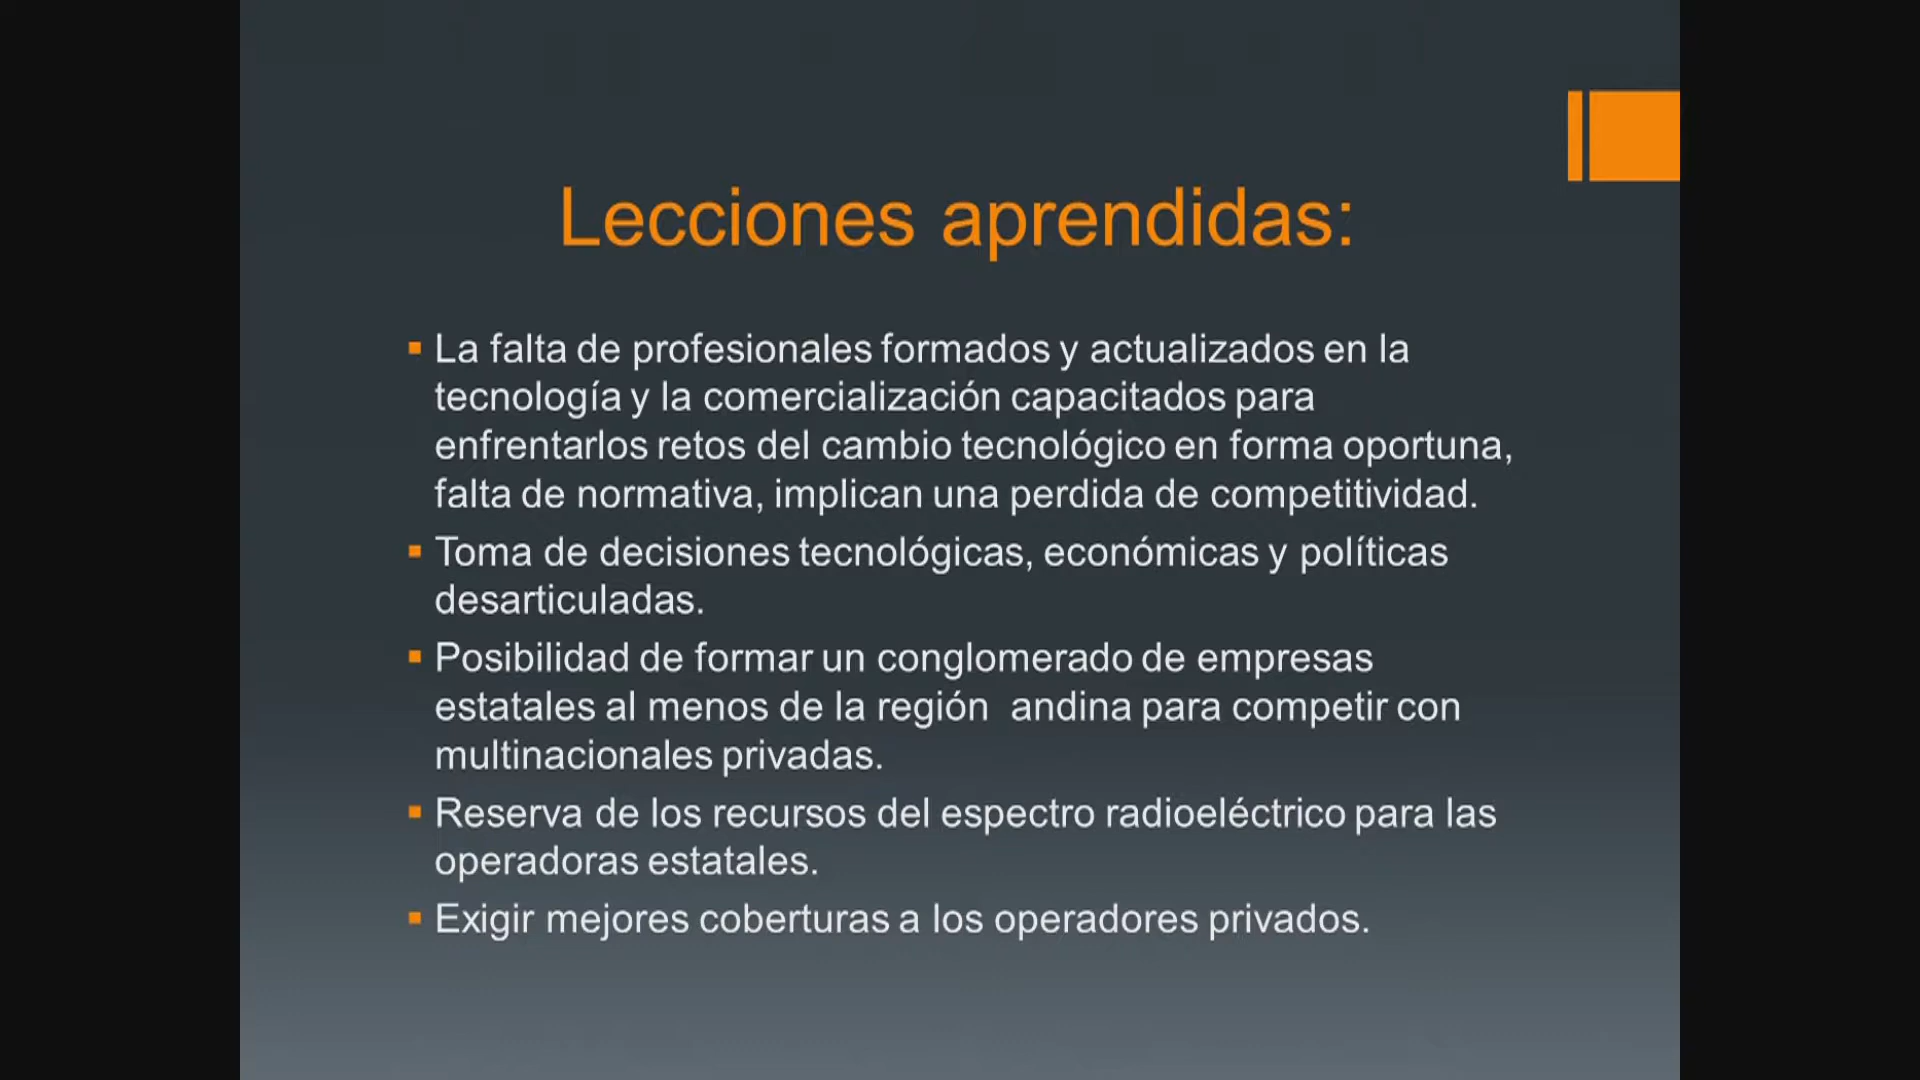 Lecciones aprendidas:
La falta de profesionales formados y actualizados en la
tecnología y la comercialización capacitados para
enfrentarlos retos del cambio tecnológico en forma oportuna,
falta de normativa, implican una perdida de competitividad.
Toma de decisiones tecnológicas, económicas y políticas
desarticuladas.
Posibilidad de formar un conglomerado de empresas
estatales al menos de la región  andina para competir con
multinacionales privadas.
Reserva de los recursos del espectro radioeléctrico para las
operadoras estatales.
Exigir mejores coberturas a los operadores privados.